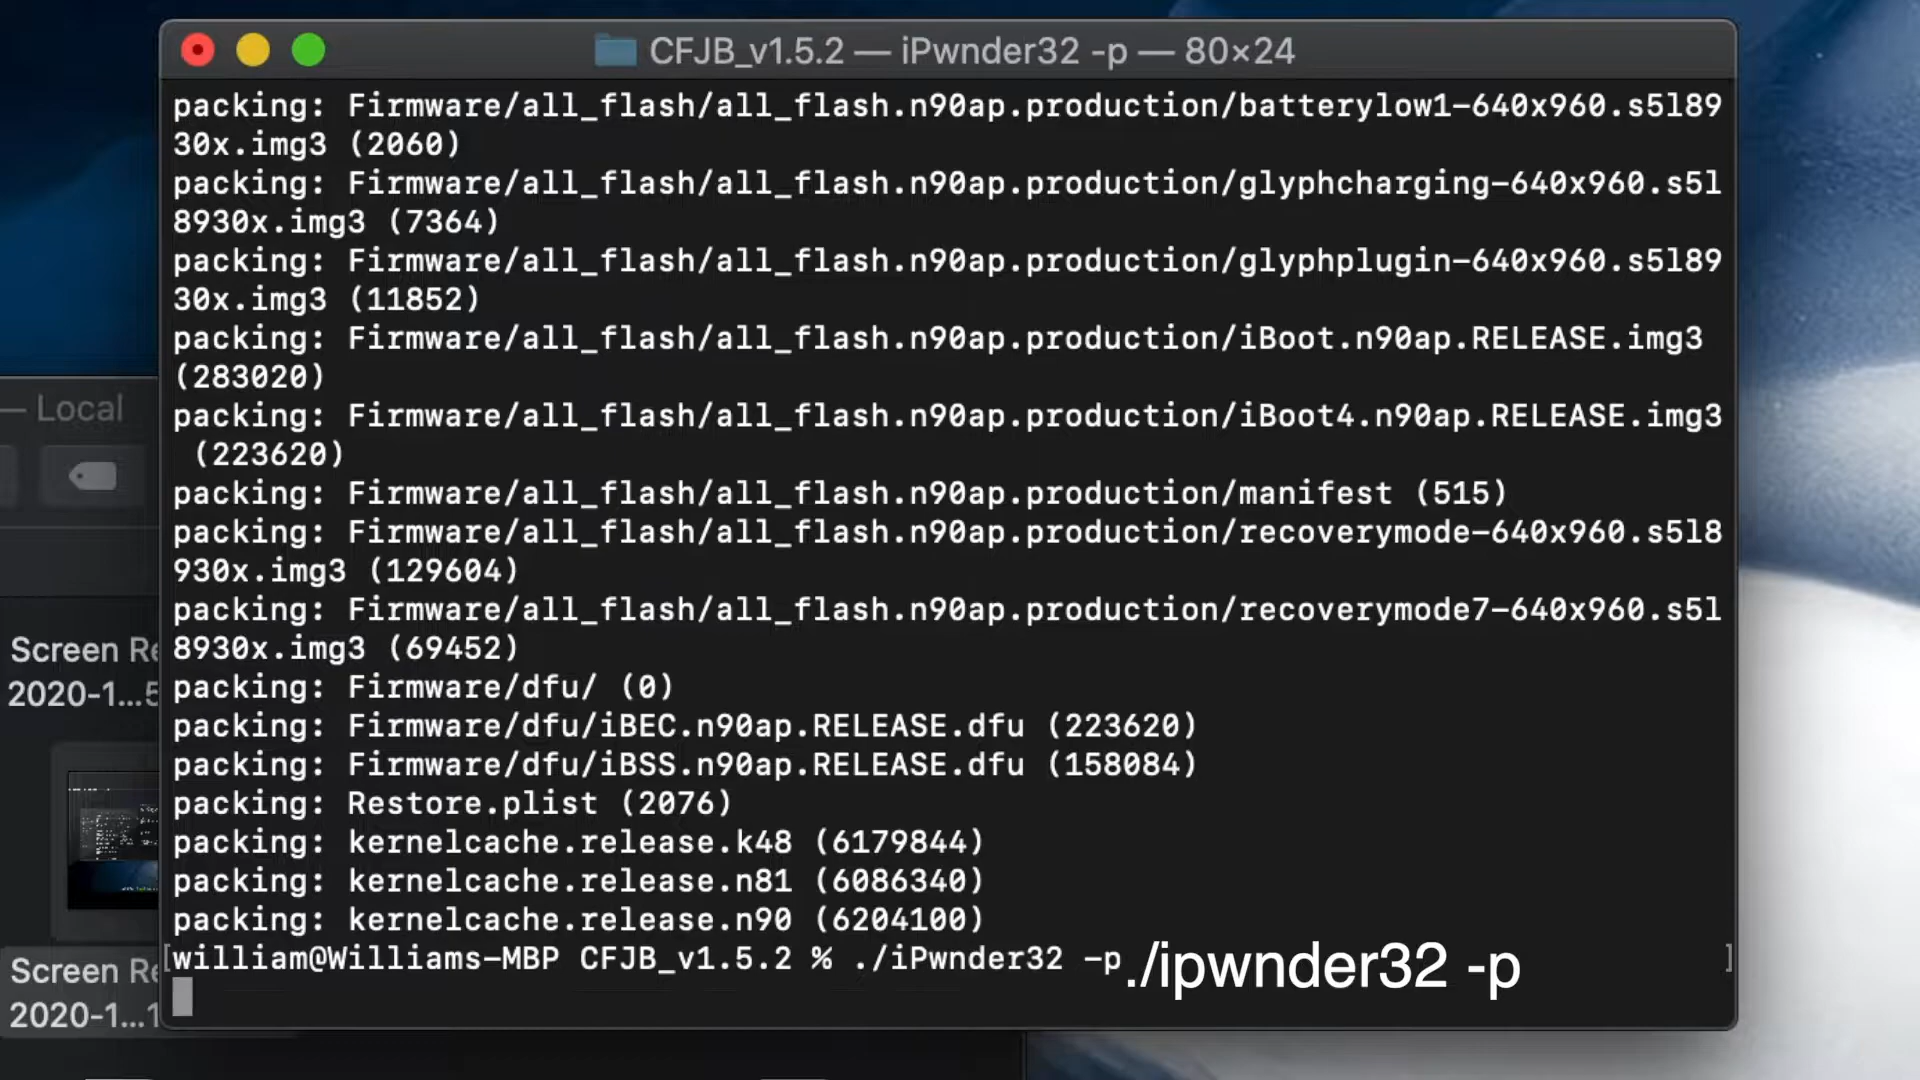 CFJB_v1.5.2 — iPwnder32 -p — 80×24
packing: Firmware/all_flash/all_flash.n90ap.production/batterylow1-640x960.s5l89
30x.img3 (2060)
packing: Firmware/all_flash/all_flash.n90ap.production/glyphcharging-640x960.s5l
8930x.img3 (7364)
packing: Firmware/all_flash/all_flash.n90ap.production/glyphplugin-640x960.s5l89
30x.img3 (11852)
packing: Firmware/all_flash/all_flash.n90ap.production/iBoot.n90ap.RELEASE.img3
(283020)
packing: Firmware/all_flash/all_flash.n90ap.production/iBoot4.n90ap.RELEASE.img3
(223620)
packing: Firmware/all_flash/all_flash.n90ap.production/manifest (515)
packing: Firmware/all_flash/all_flash.n90ap.production/recoverymode-640x960.s5l8
930x.img3 (129604)
packing: Firmware/all_flash/all_flash.n90ap.production/recoverymode7-640x960.s5l
8930x.img3 (69452)
packing: Firmware/dfu/ (0)
packing: Firmware/dfu/iBEC.n90ap.RELEASE.dfu (223620)
packing: Firmware/dfu/iBSS.n90ap.RELEASE.dfu (158084)
packing: Restore.plist (2076)
packing: kernelcache.release.k48 (6179844)
packing: kernelcache.release.n81 (6086340)
packing: kernelcache.release.n90 (6204100)
[william@Williams-MBP CFJB_v1.5.2 % ./iPwnder32 -p ]
./ipwnder32 -p
— Local
Screen Re
2020-1...5
Screen Re
2020-1...1